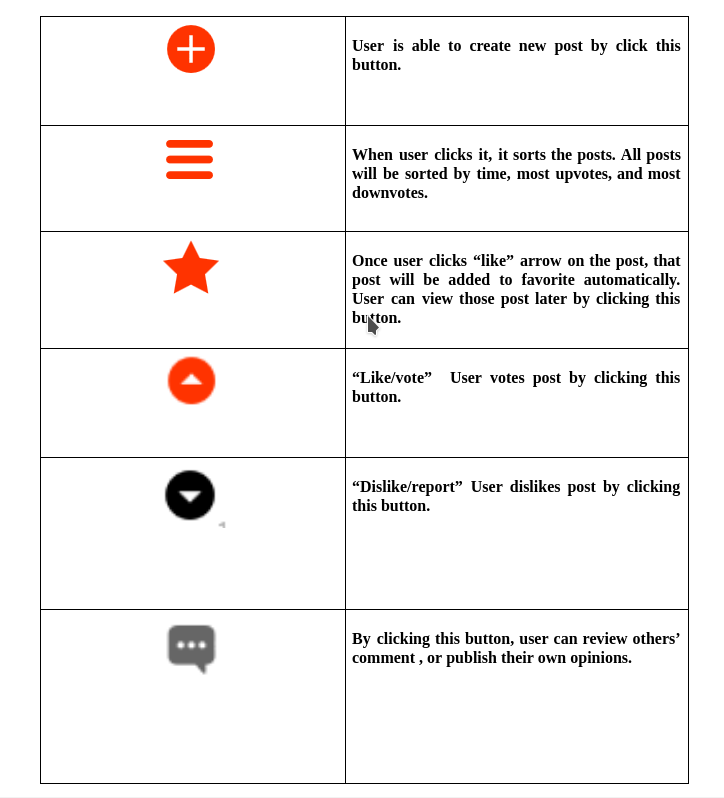 User is able to create new post by click this
button.
When user clicks it, it sorts the posts. All posts
will be sorted by time, most upvotes, and most
downvotes.
Once user clicks “like” arrow on the post, that
post will be added to favorite automatically.
User can view those post later by clicking this
button.
“Like/vote”  User votes post by clicking this
button.
“Dislike/report” User dislikes post by clicking
this button.
By clicking this button, user can review others’
comment , or publish their own opinions.